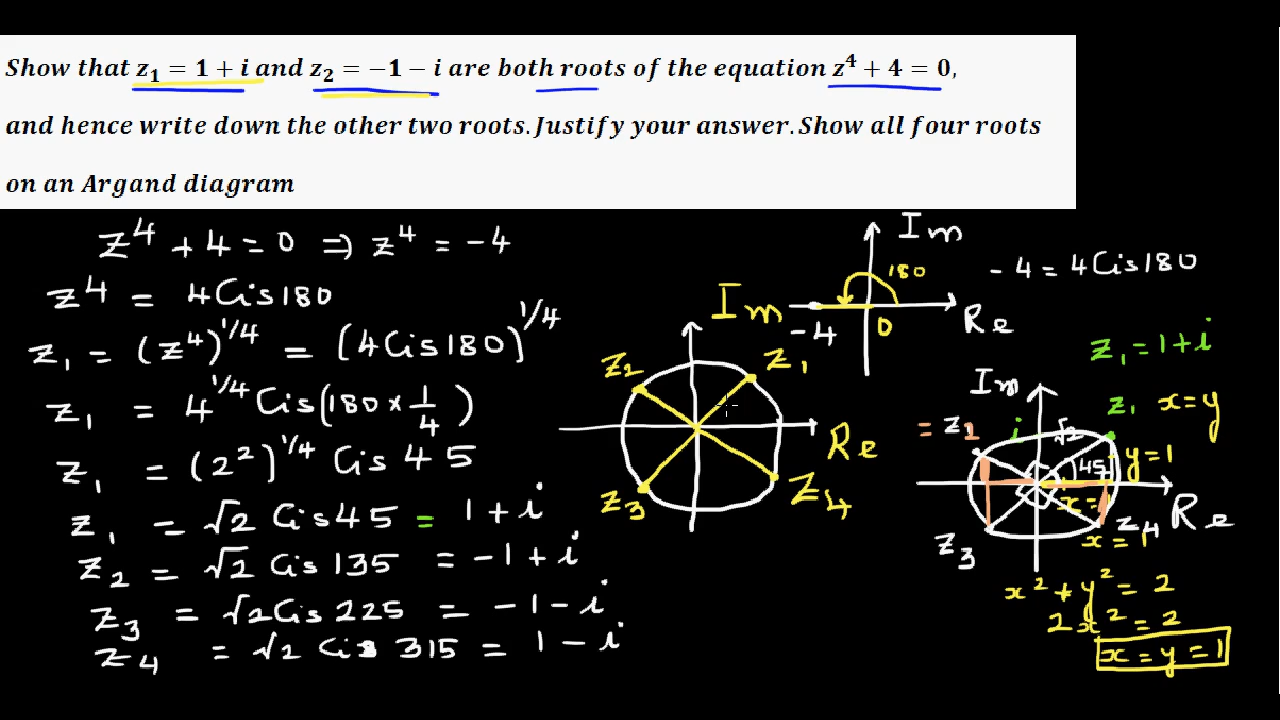 Show that z₁ = 1 + i and z₂ = −1 − i are both roots of the equation z⁴ + 4 = 0,
and hence write down the other two roots. Justify your answer. Show all four roots
on an Argand diagram
z⁴ + 4 = 0 ⇒ z⁴ = -4
z⁴ = 4Cis180
z₁ = (z⁴)^1/4 = (4Cis180)^1/4
z₁ = 4^1/4 Cis(180 × 1/4)
z₁ = (2²)^1/4 Cis 45
z₁ = √2 Cis45 = 1 + i
z₂ = √2 Cis 135 = -1 + i
z₃ = √2Cis 225 = -1 - i
z₄ = √2 Cis 315 = 1 - i
Im
180
-4
0
Re
-4 = 4Cis180
Im
z₂
z₁
Re
z₃
z₄
z₁ = 1 + i
Im
z₁ x = y
= z₂
i
√2
y = 1
45
x = 1
Re
z₄
z₃
x = 1
x² + y² = 2
2x² = 2
x = y = 1